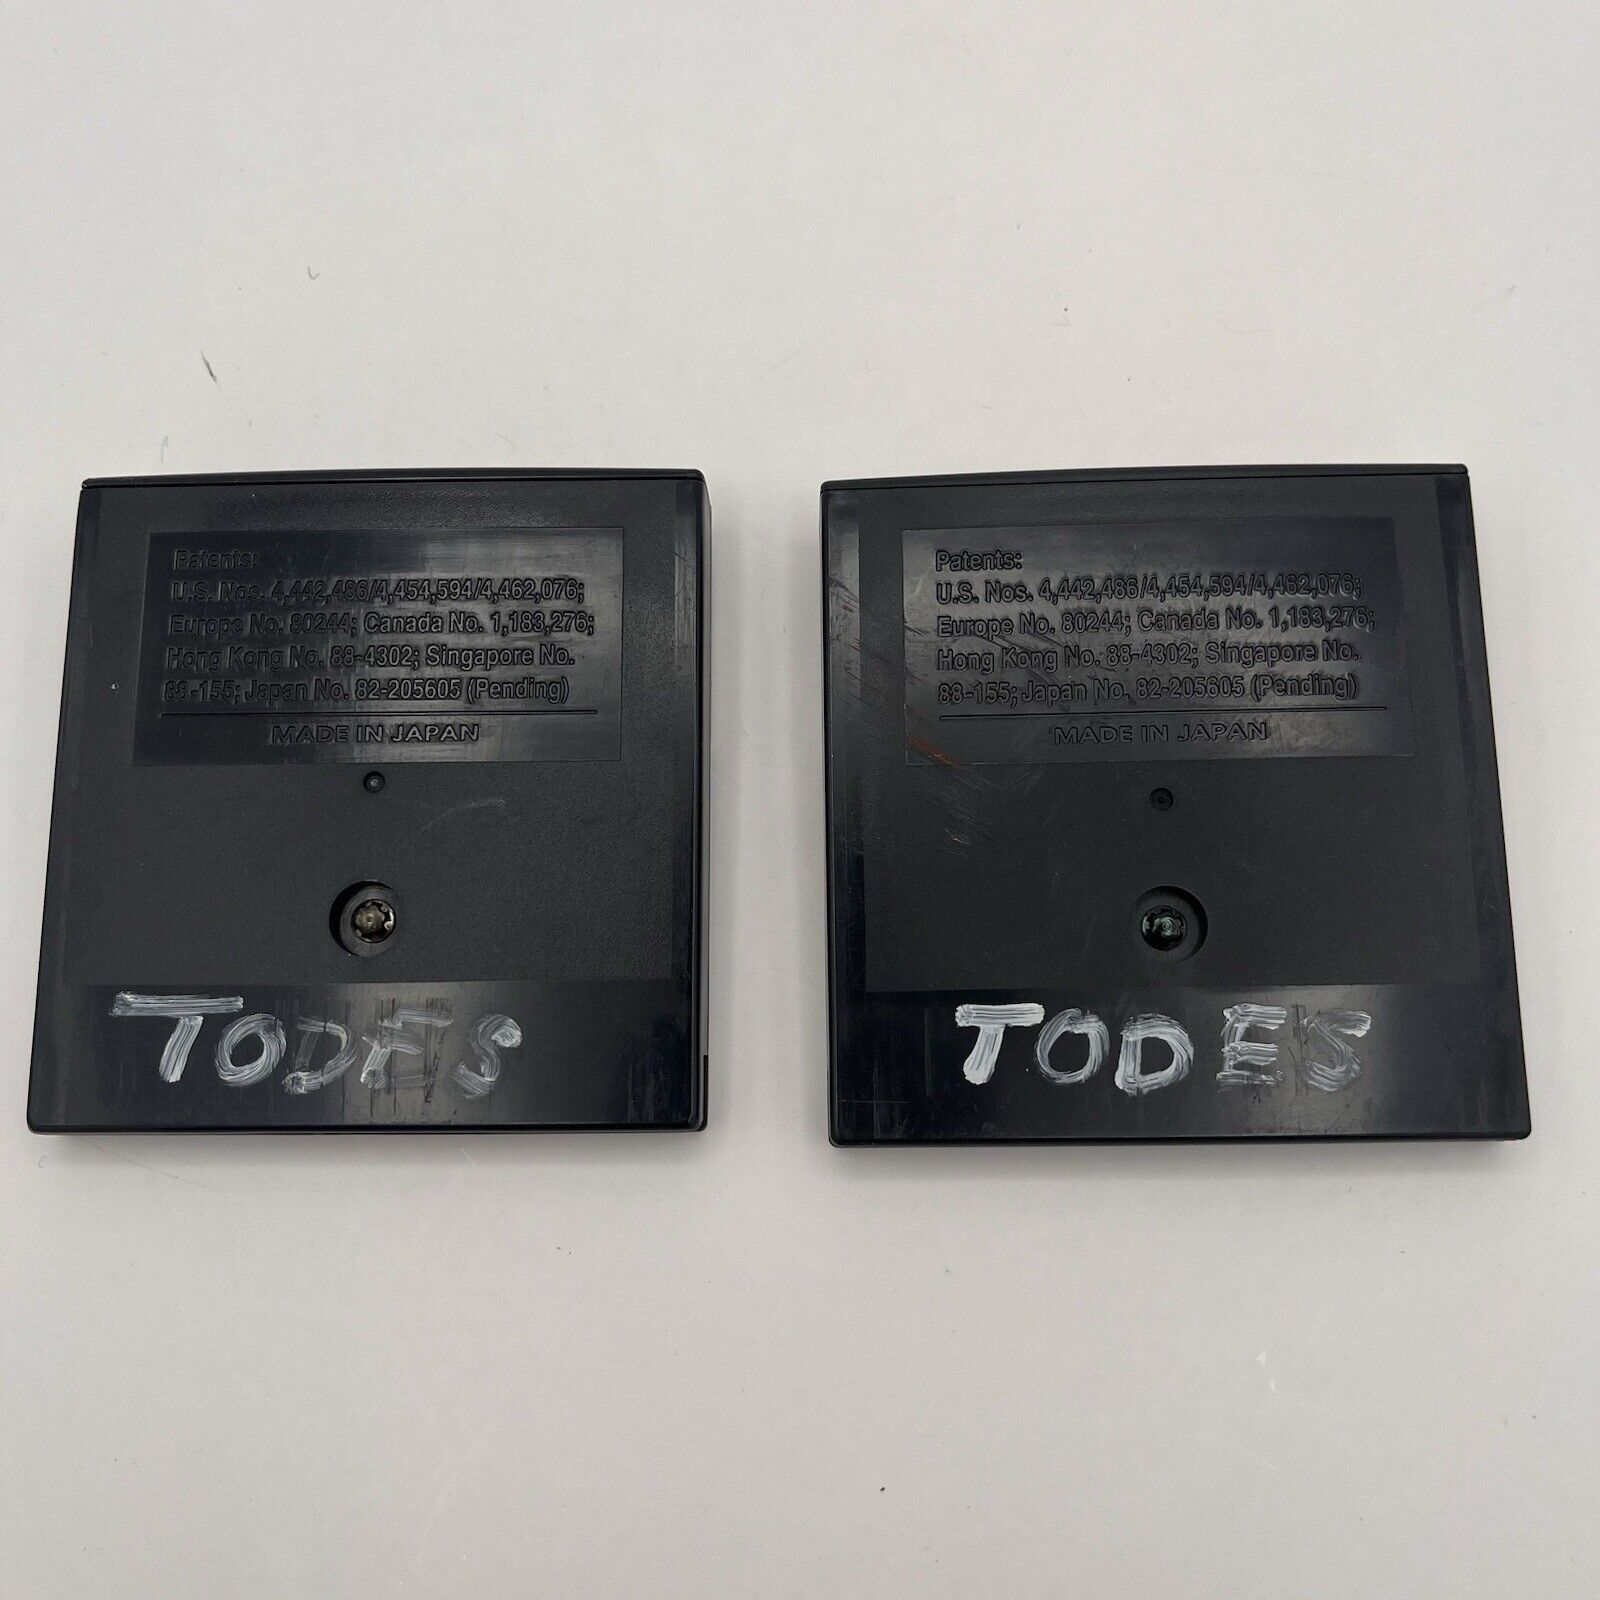 Patents:
U.S. Nos. 4,442,486/4,454,594/4,462,076;
Europe No. 80244; Canada No. 1,183,276;
Hong Kong No. 88-4302; Singapore No.
88-155; Japan No. 82-205605 (Pending)
MADE IN JAPAN
TODES
Patents:
U.S. Nos. 4,442,486/4,454,594/4,462,076;
Europe No. 80244; Canada No. 1,183,276;
Hong Kong No. 88-4302; Singapore No.
88-155; Japan No. 82-205605 (Pending)
MADE IN JAPAN
TODES